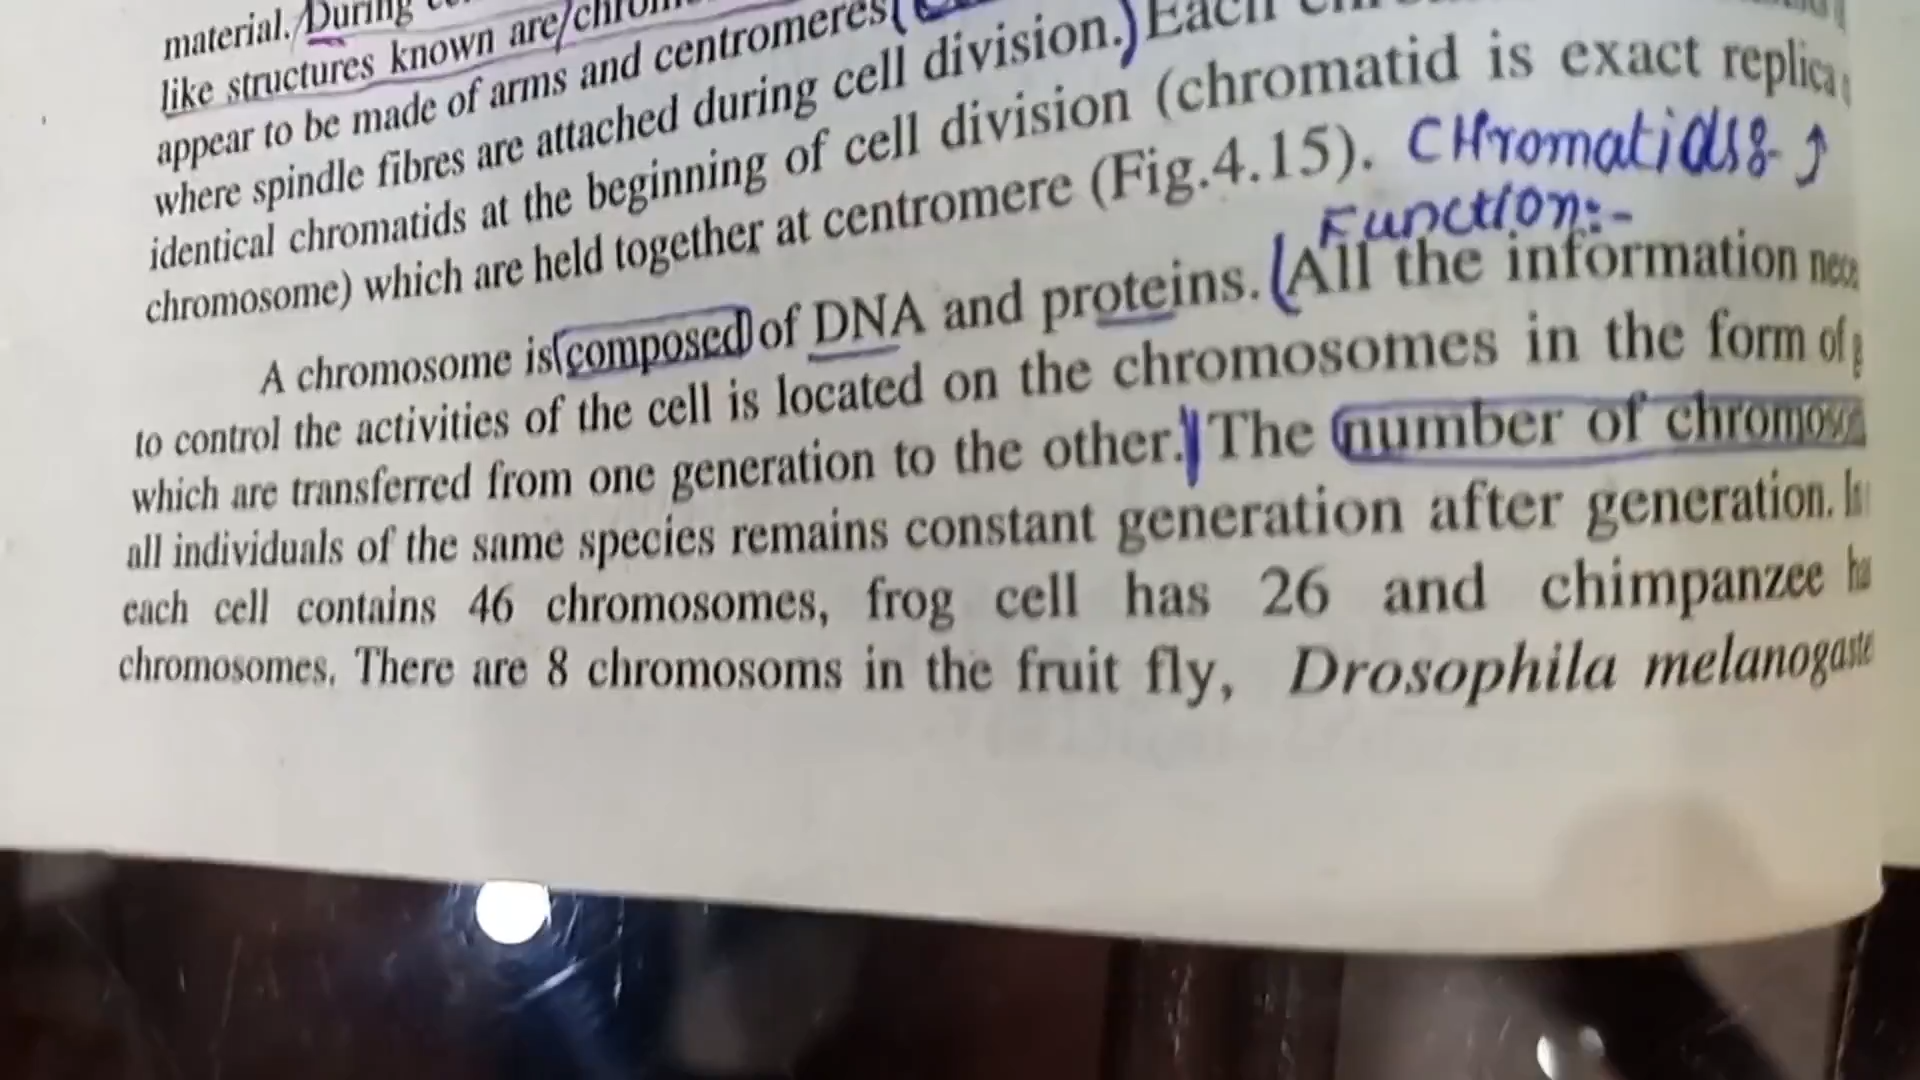 material. During
like structures known are/chrom
appear to be made of arms and centromeres (
where spindle fibres are attached during cell division.) Each
identical chromatids at the beginning of cell division (chromatid is exact replica
chromosome) which are held together at centromere (Fig.4.15). CHromatids:-
Function:-
A chromosome is (composed) of DNA and proteins. (All the information
to control the activities of the cell is located on the chromosomes in the form of
which are transferred from one generation to the other.) The number of chromos
all individuals of the same species remains constant generation after generation. In
each cell contains 46 chromosomes, frog cell has 26 and chimpanzee ha
chromosomes. There are 8 chromosoms in the fruit fly, Drosophila melanogaste